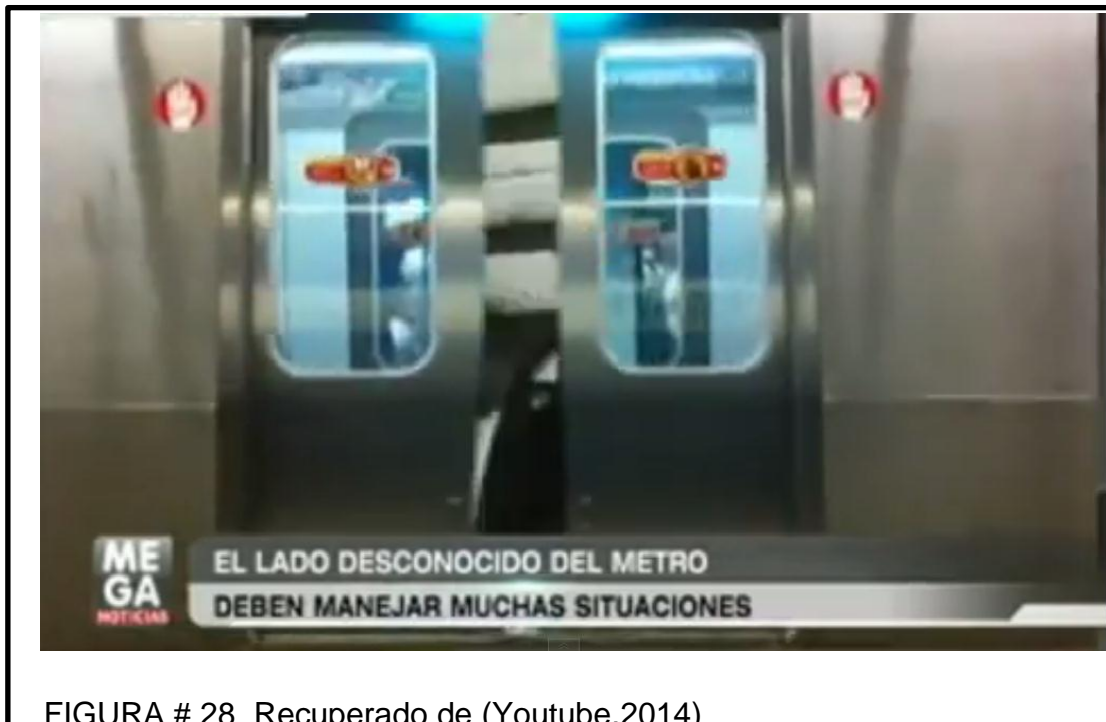 ME
GA
NOTICIAS
EL LADO DESCONOCIDO DEL METRO
DEBEN MANEJAR MUCHAS SITUACIONES
FIGURA # 28 Recuperado de (Youtube,2014)